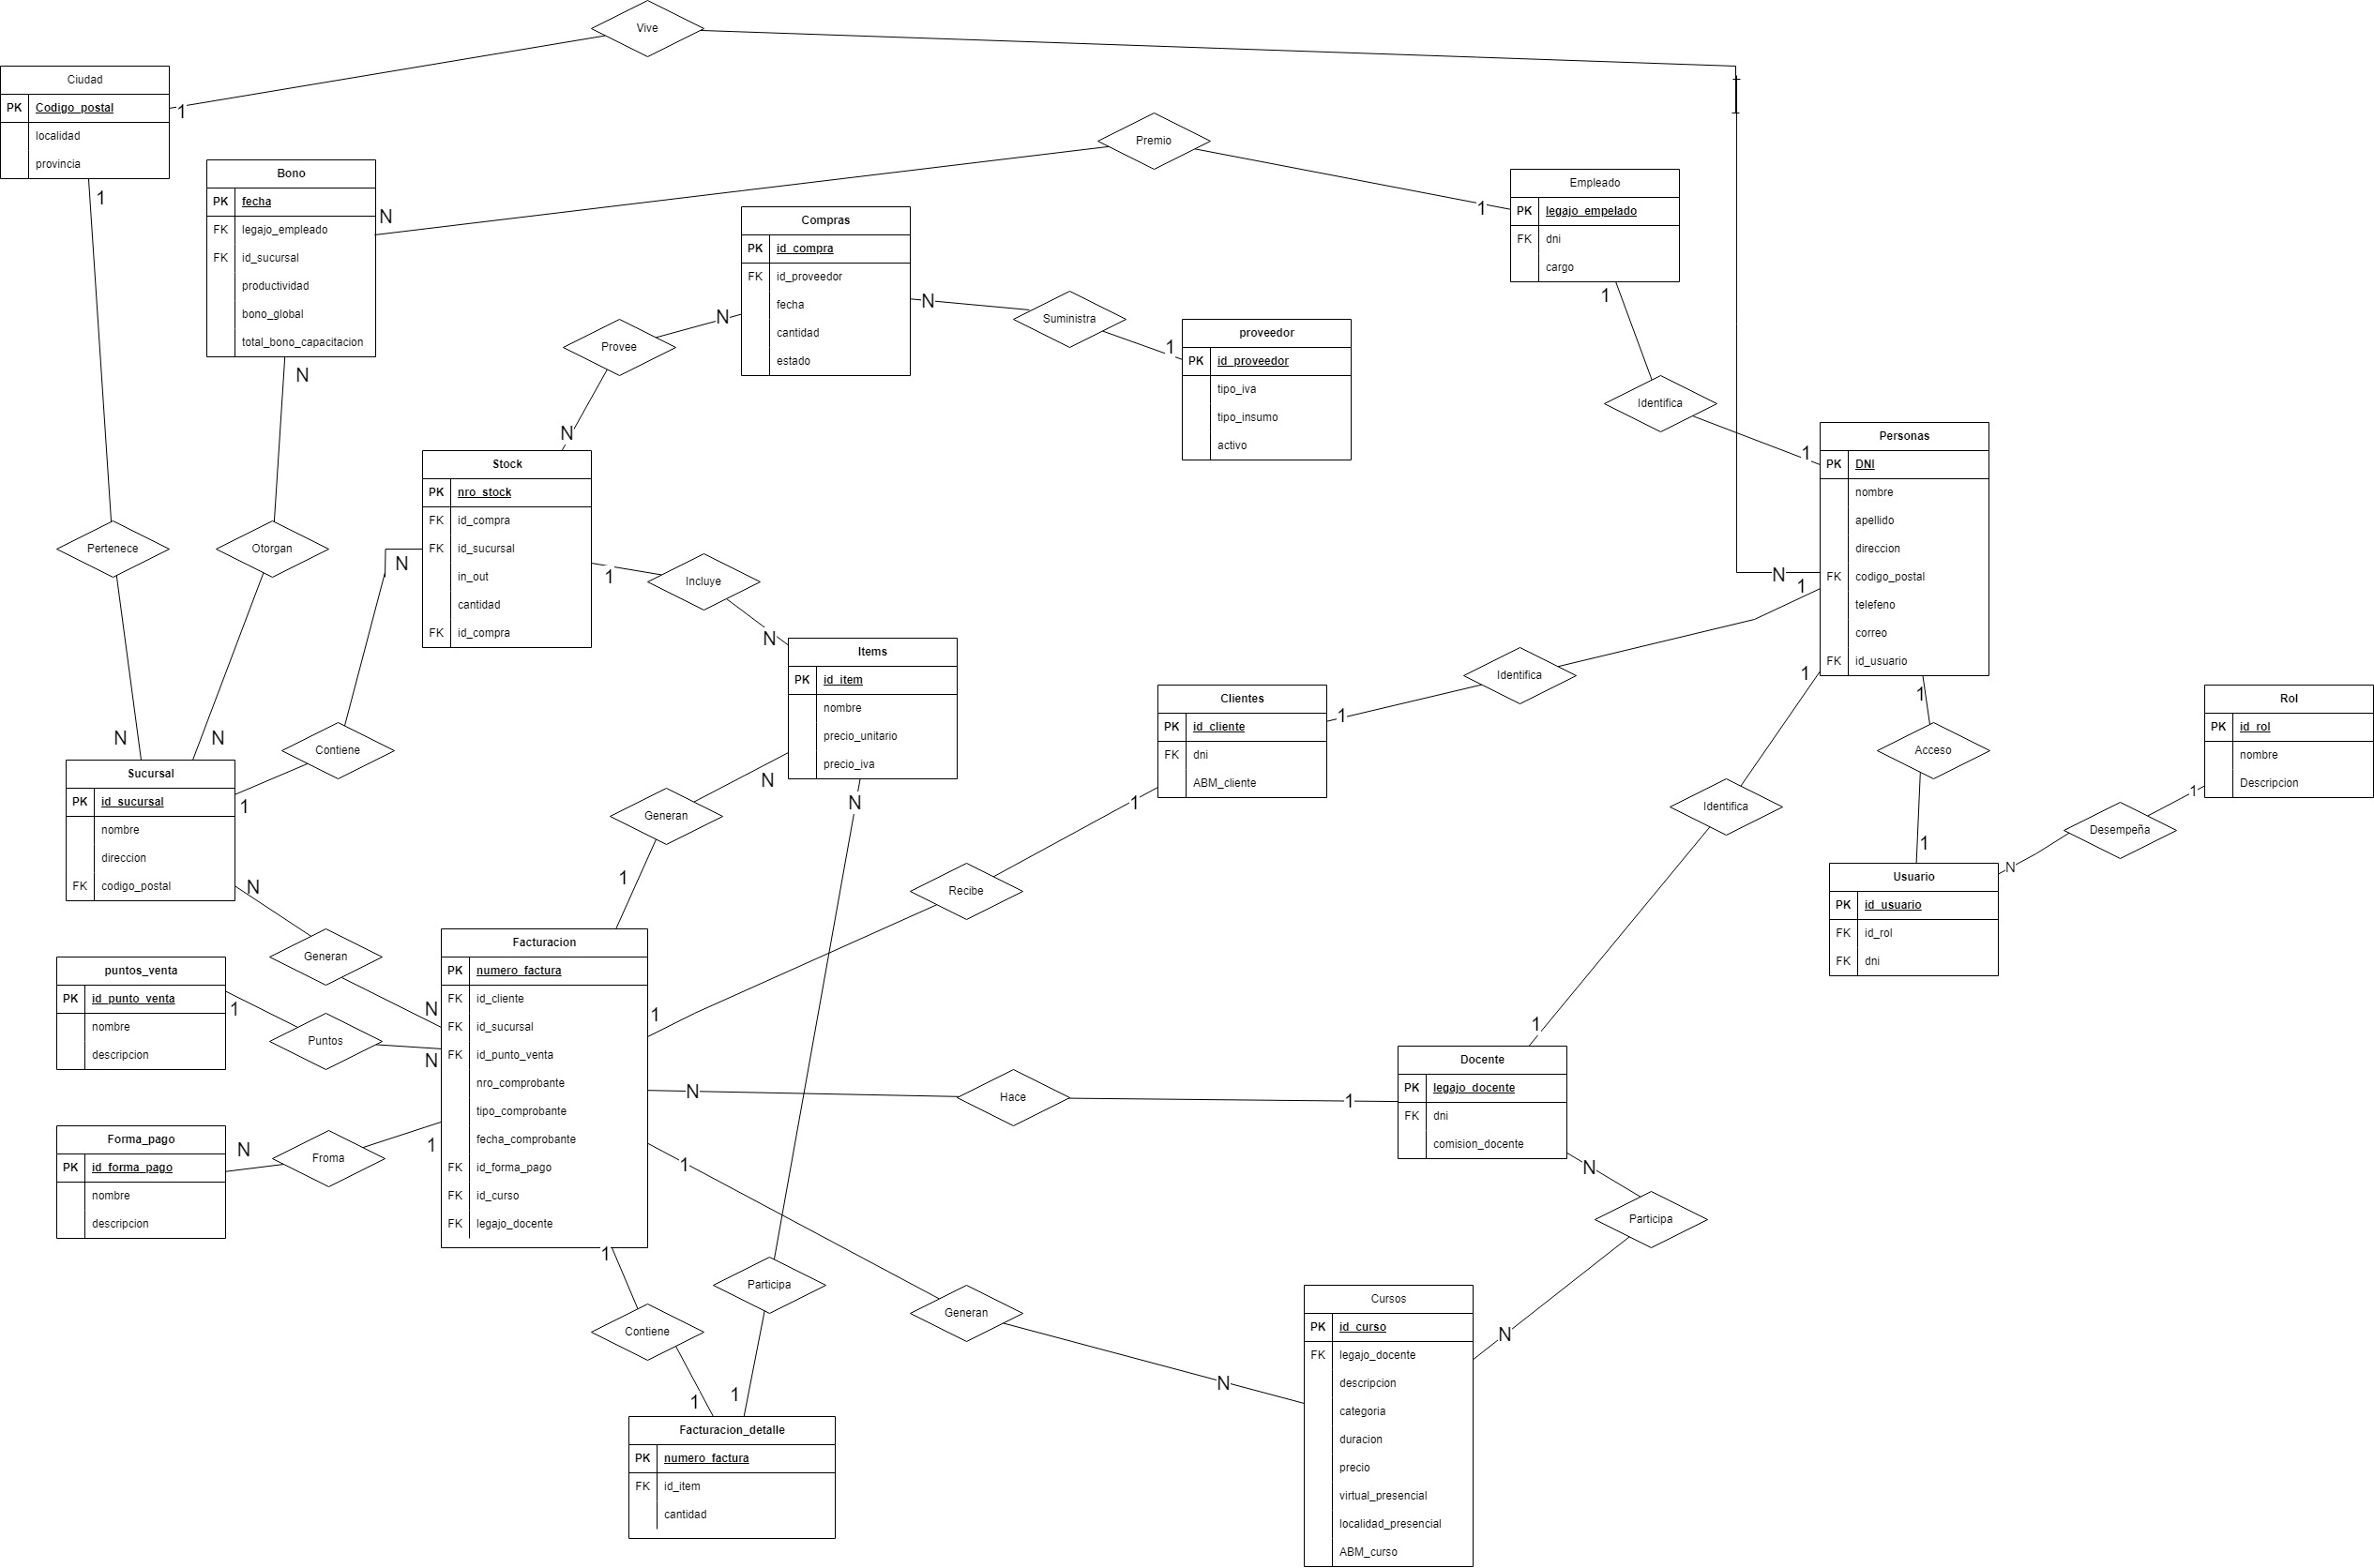 Vive
1
1
N
Ciudad
PK Codigo_postal
localidad
provincia
1
Pertenece
N
Bono
PK fecha
FK legajo_empleado
FK id_sucursal
productividad
bono_global
total_bono_capacitacion
N
Premio
1
N
Otorgan
N
Empleado
PK legajo_empelado
FK dni
cargo
1
Identifica
1
Compras
PK id_compra
FK id_proveedor
fecha
cantidad
estado
N
Suministra
1
proveedor
PK id_proveedor
tipo_iva
tipo_insumo
activo
N
Provee
N
Stock
PK nro_stock
FK id_compra
FK id_sucursal
in_out
cantidad
FK id_compra
N
Contiene
1
1
Incluye
N
Personas
PK DNI
nombre
apellido
direccion
FK codigo_postal
telefeno
correo
FK id_usuario
Items
PK id_item
nombre
precio_unitario
precio_iva
N
Generan
1
N
Participa
1
Clientes
PK id_cliente
FK dni
ABM_cliente
1
Identifica
1
1
Recibe
1
1
Identifica
1
1
Acceso
1
Rol
PK id_rol
nombre
Descripcion
1
Desempeña
N
Usuario
PK id_usuario
FK id_rol
FK dni
Sucursal
PK id_sucursal
nombre
direccion
FK codigo_postal
N
Generan
N
puntos_venta
PK id_punto_venta
nombre
descripcion
1
Puntos
N
Forma_pago
PK id_forma_pago
nombre
descripcion
N
Froma
1
Facturacion
PK numero_factura
FK id_cliente
FK id_sucursal
FK id_punto_venta
nro_comprobante
tipo_comprobante
fecha_comprobante
FK id_forma_pago
FK id_curso
FK legajo_docente
N
Hace
1
Docente
PK legajo_docente
FK dni
comision_docente
N
Participa
N
1
Generan
N
1
Contiene
1
Facturacion_detalle
PK numero_factura
FK id_item
cantidad
Cursos
PK id_curso
FK legajo_docente
descripcion
categoria
duracion
precio
virtual_presencial
localidad_presencial
ABM_curso